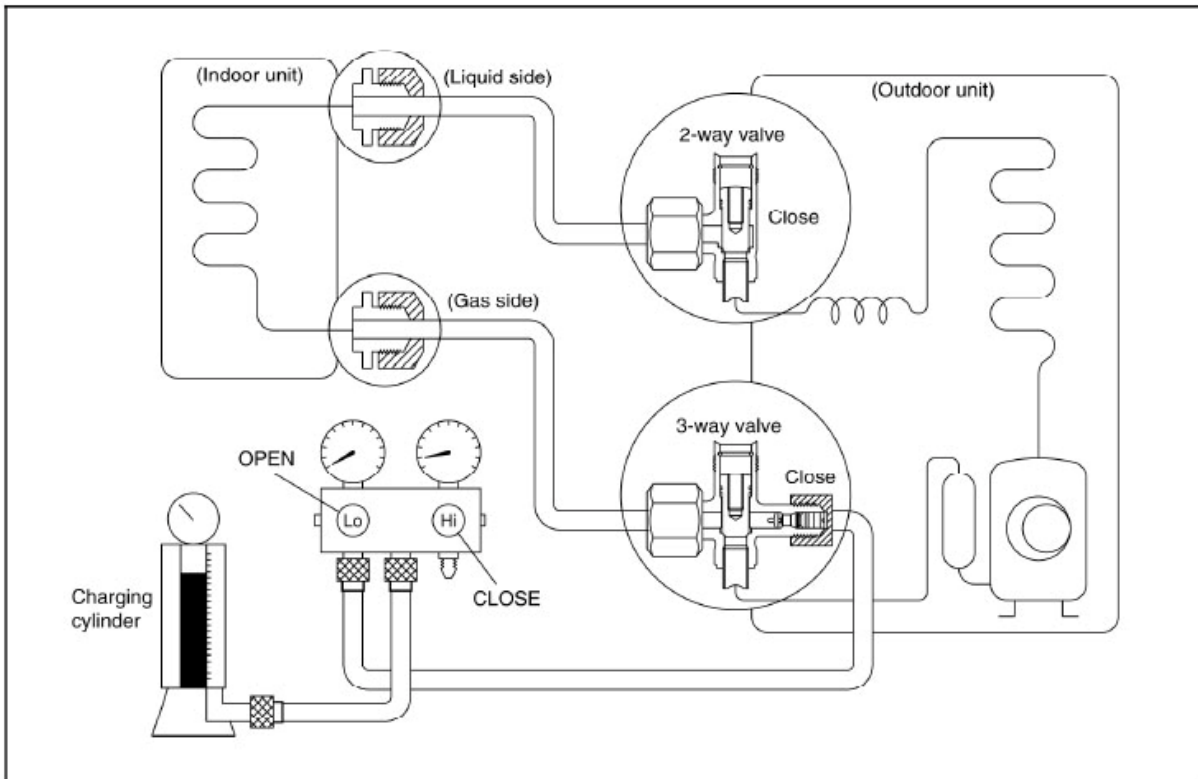 (Indoor unit)
(Liquid side)
(Outdoor unit)
2-way valve
Close
(Gas side)
3-way valve
Close
OPEN
Lo
Hi
CLOSE
Charging
cylinder